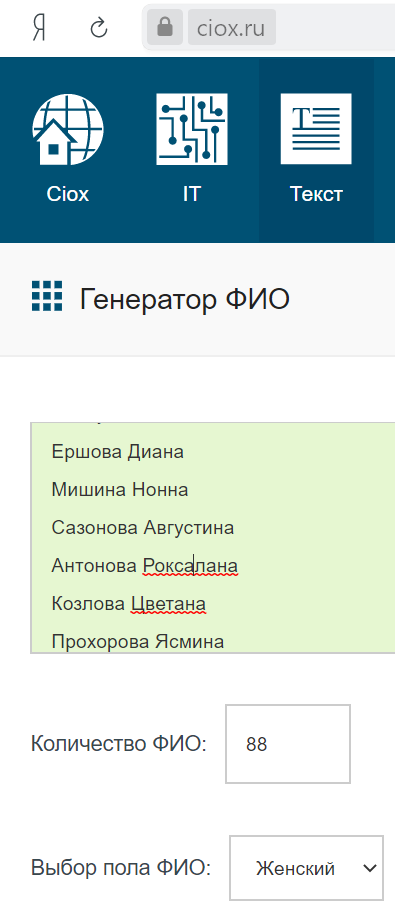 Я
ciox.ru
Ciox
IT
T
Текст
Генератор ФИО
Ершова Диана
Мишина Нонна
Сазонова Августина
Антонова Роксалана
Козлова Цветана
Прохорова Ясмина
Количество ФИО: 88
Выбор пола ФИО: Женский